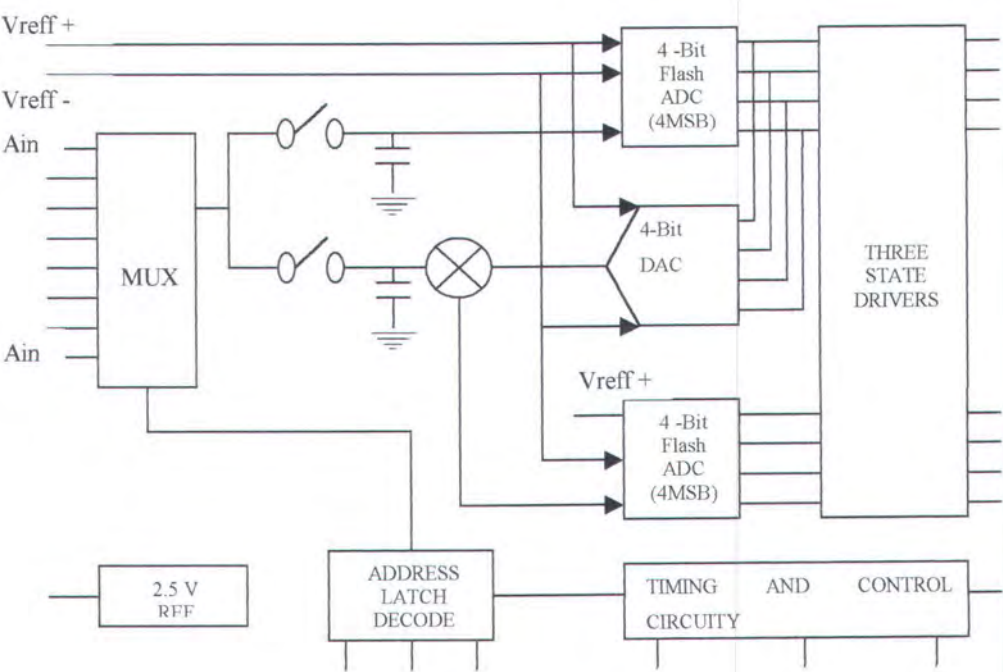 Vreff +
Vreff -
Ain
Ain
MUX
4 -Bit
Flash
ADC
(4MSB)
4-Bit
DAC
THREE
STATE
DRIVERS
Vreff +
4 -Bit
Flash
ADC
(4MSB)
2.5 V
REF
ADDRESS
LATCH
DECODE
TIMING AND CONTROL
CIRCUITY